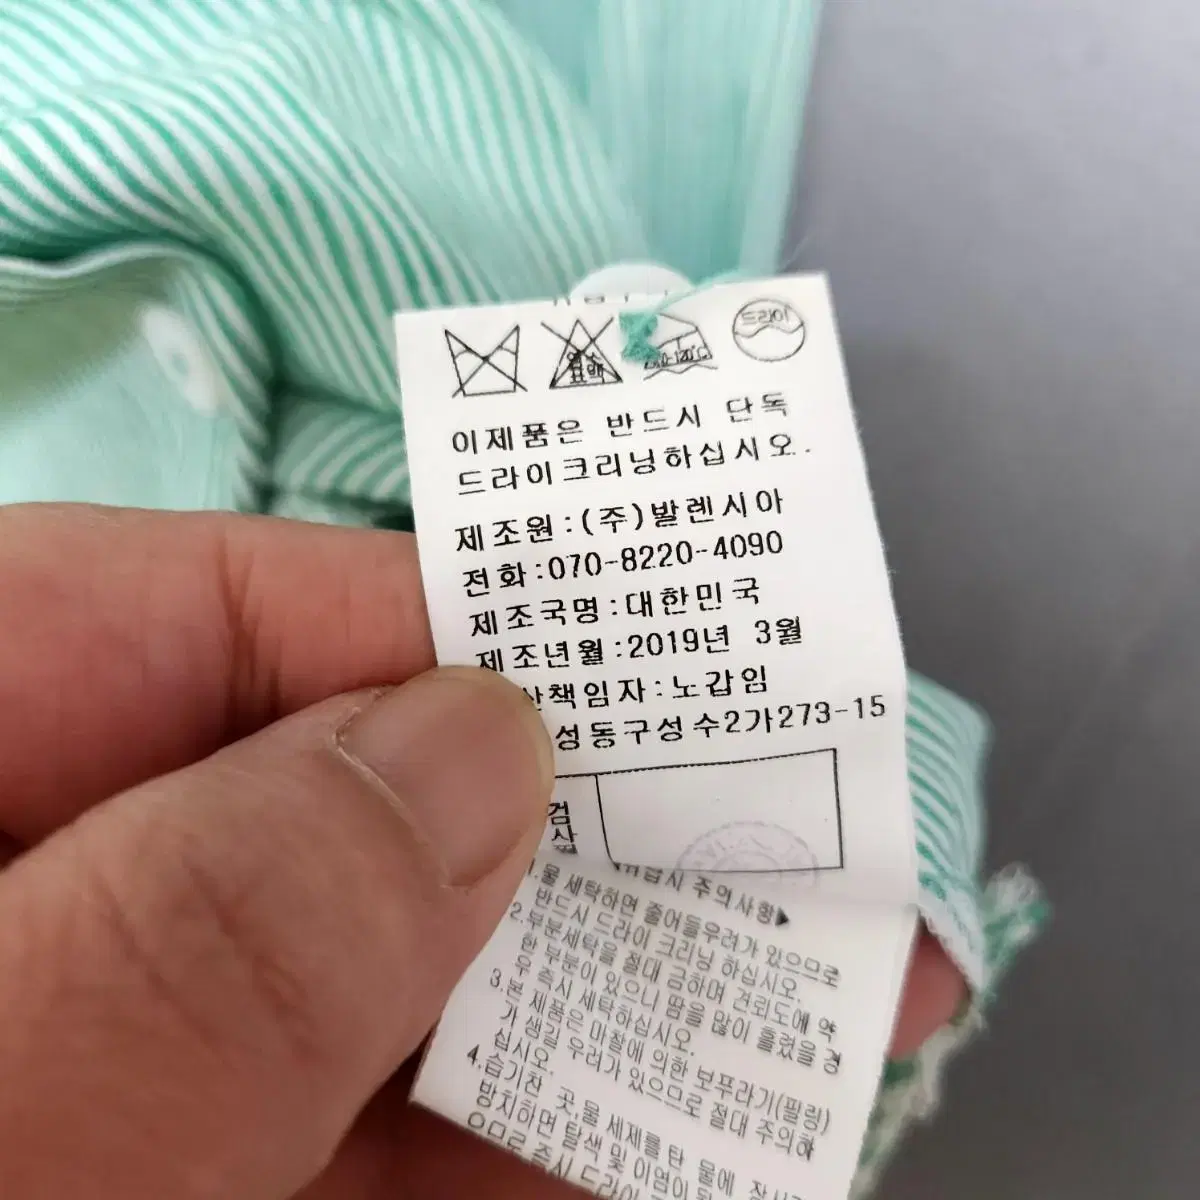 염소
표백
드라이
이제품은 반드시 단독
드라이크리닝하십시오.
제조원:(주)발렌시아
전화:070-8220-4090
제조국명:대한민국
제조년월:2019년 3월
책임자:노갑임
성동구성수2가273-15
검
사
취급시 주의사항▶
1.물 세탁하면 줄어들우려가 있으므로
반드시 드라이 크리닝 하십시오.
2.부분세탁을 절대 금하며 견뢰도에 약
한 부분이 있으니 땀을 많이 흘렸을 경
우 즉시 세탁하십시오.
3.본 제품은 마찰에 의한 보푸라기(필링)
가 생길 우려가 있으므로 절대 주의하
십시오.
4.습기찬 곳,물 세제를탄 물에
방치하면 탈색및 이염이
으므로 즉시